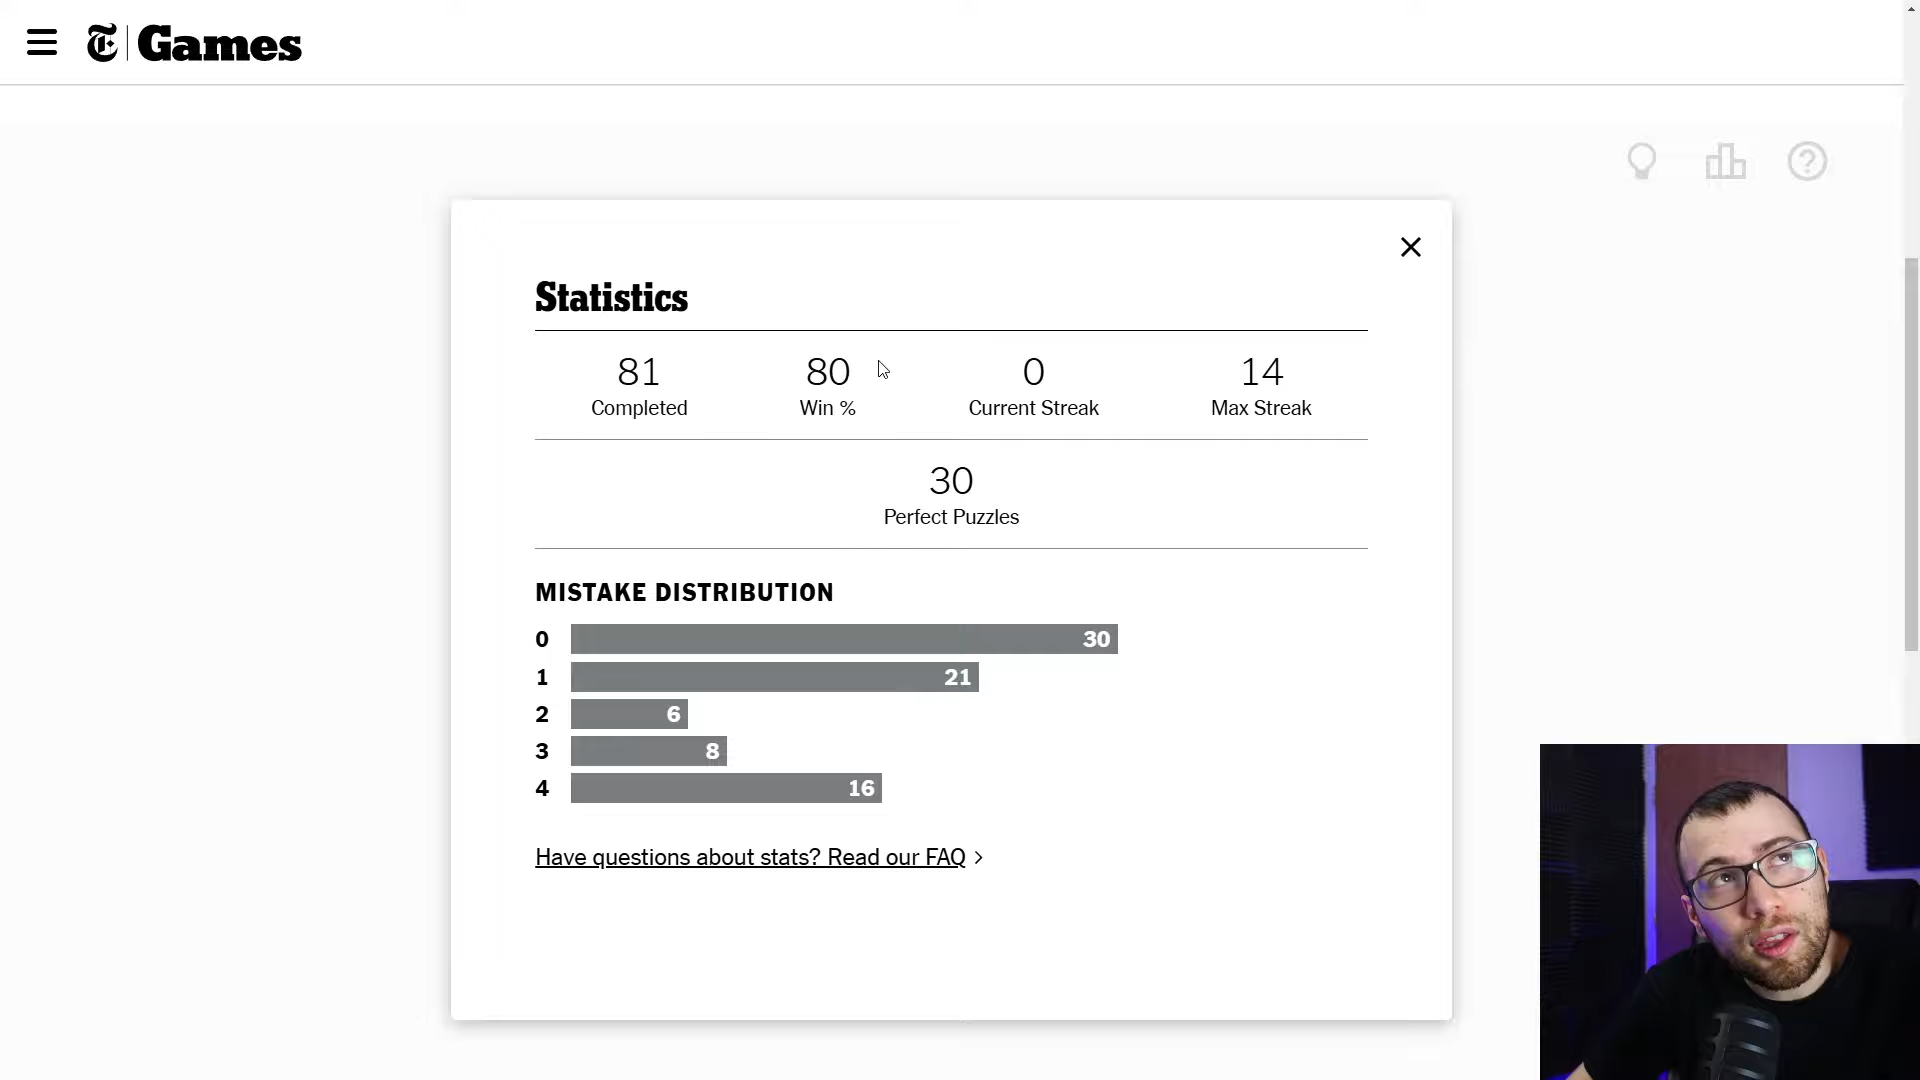 T Games
Statistics
81 80 0 14
Completed Win % Current Streak Max Streak
30
Perfect Puzzles
MISTAKE DISTRIBUTION
0 30
1 21
2 6
3 8
4 16
Have questions about stats? Read our FAQ >